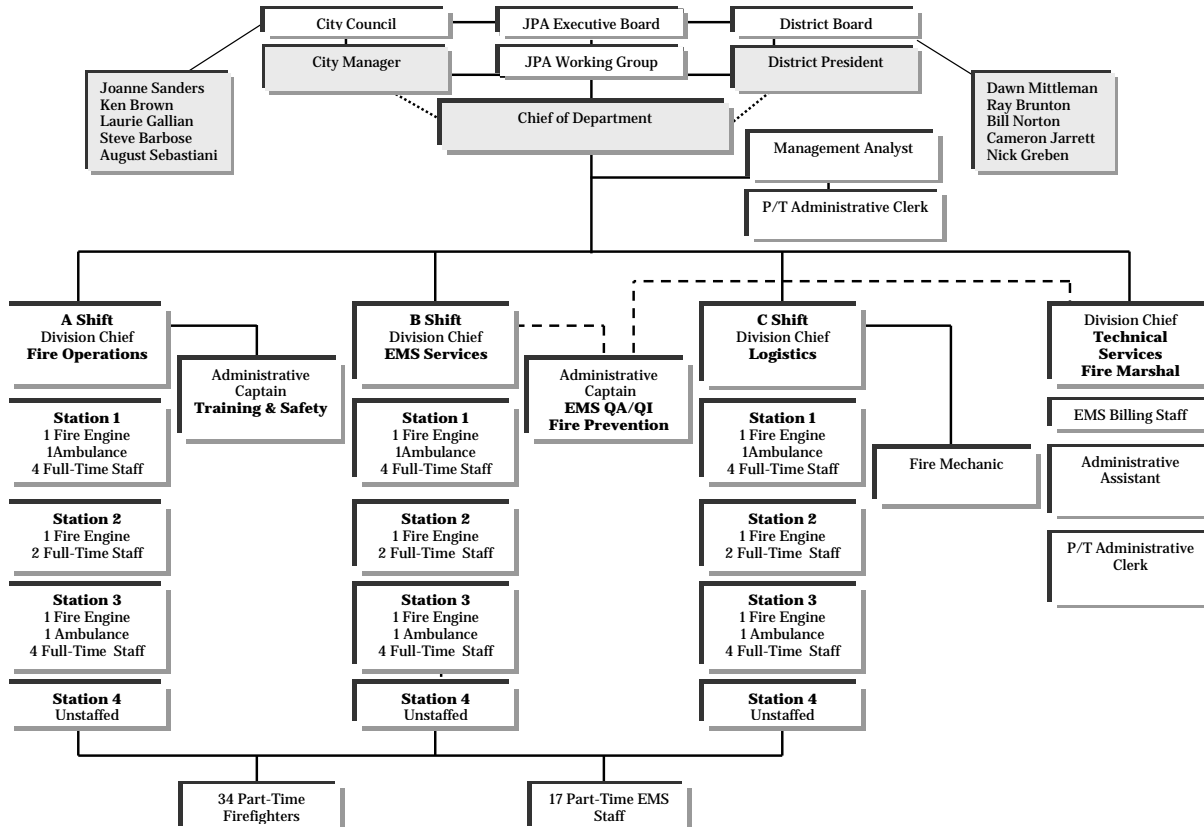 City Council
JPA Executive Board
District Board
City Manager
JPA Working Group
District President
Joanne Sanders
Ken Brown
Laurie Gallian
Steve Barbose
August Sebastiani
Chief of Department
Dawn Mittleman
Ray Brunton
Bill Norton
Cameron Jarrett
Nick Greben
Management Analyst
P/T Administrative Clerk
A Shift
Division Chief
Fire Operations
Administrative
Captain
Training & Safety
B Shift
Division Chief
EMS Services
Administrative
Captain
EMS QA/QI
Fire Prevention
C Shift
Division Chief
Logistics
Fire Mechanic
Division Chief
Technical
Services
Fire Marshal
Station 1
1 Fire Engine
1Ambulance
4 Full-Time Staff
Station 2
1 Fire Engine
2 Full-Time Staff
Station 3
1 Fire Engine
1 Ambulance
4 Full-Time Staff
Station 4
Unstaffed
Station 1
1 Fire Engine
1Ambulance
4 Full-Time Staff
Station 2
1 Fire Engine
2 Full-Time Staff
Station 3
1 Fire Engine
1 Ambulance
4 Full-Time Staff
Station 4
Unstaffed
Station 1
1 Fire Engine
1Ambulance
4 Full-Time Staff
Station 2
1 Fire Engine
2 Full-Time Staff
Station 3
1 Fire Engine
1 Ambulance
4 Full-Time Staff
Station 4
Unstaffed
EMS Billing Staff
Administrative
Assistant
P/T Administrative
Clerk
34 Part-Time
Firefighters
17 Part-Time EMS
Staff